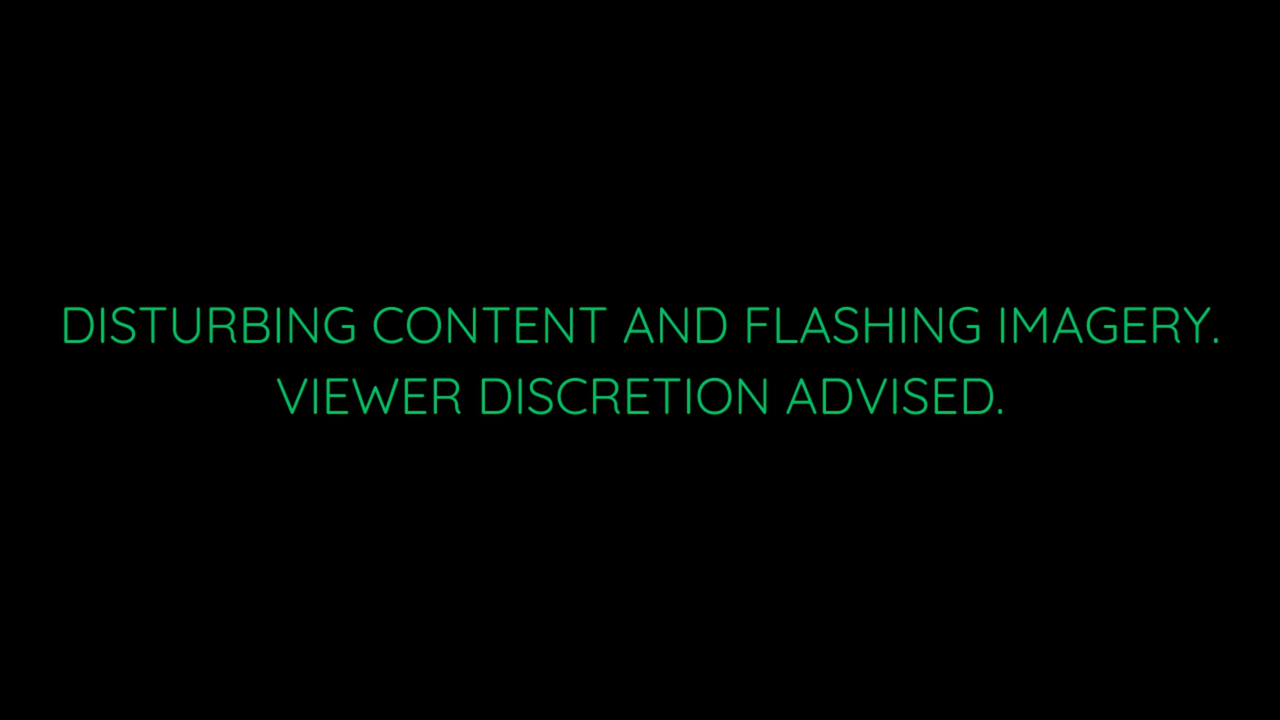 DISTURBING CONTENT AND FLASHING IMAGERY.
VIEWER DISCRETION ADVISED.